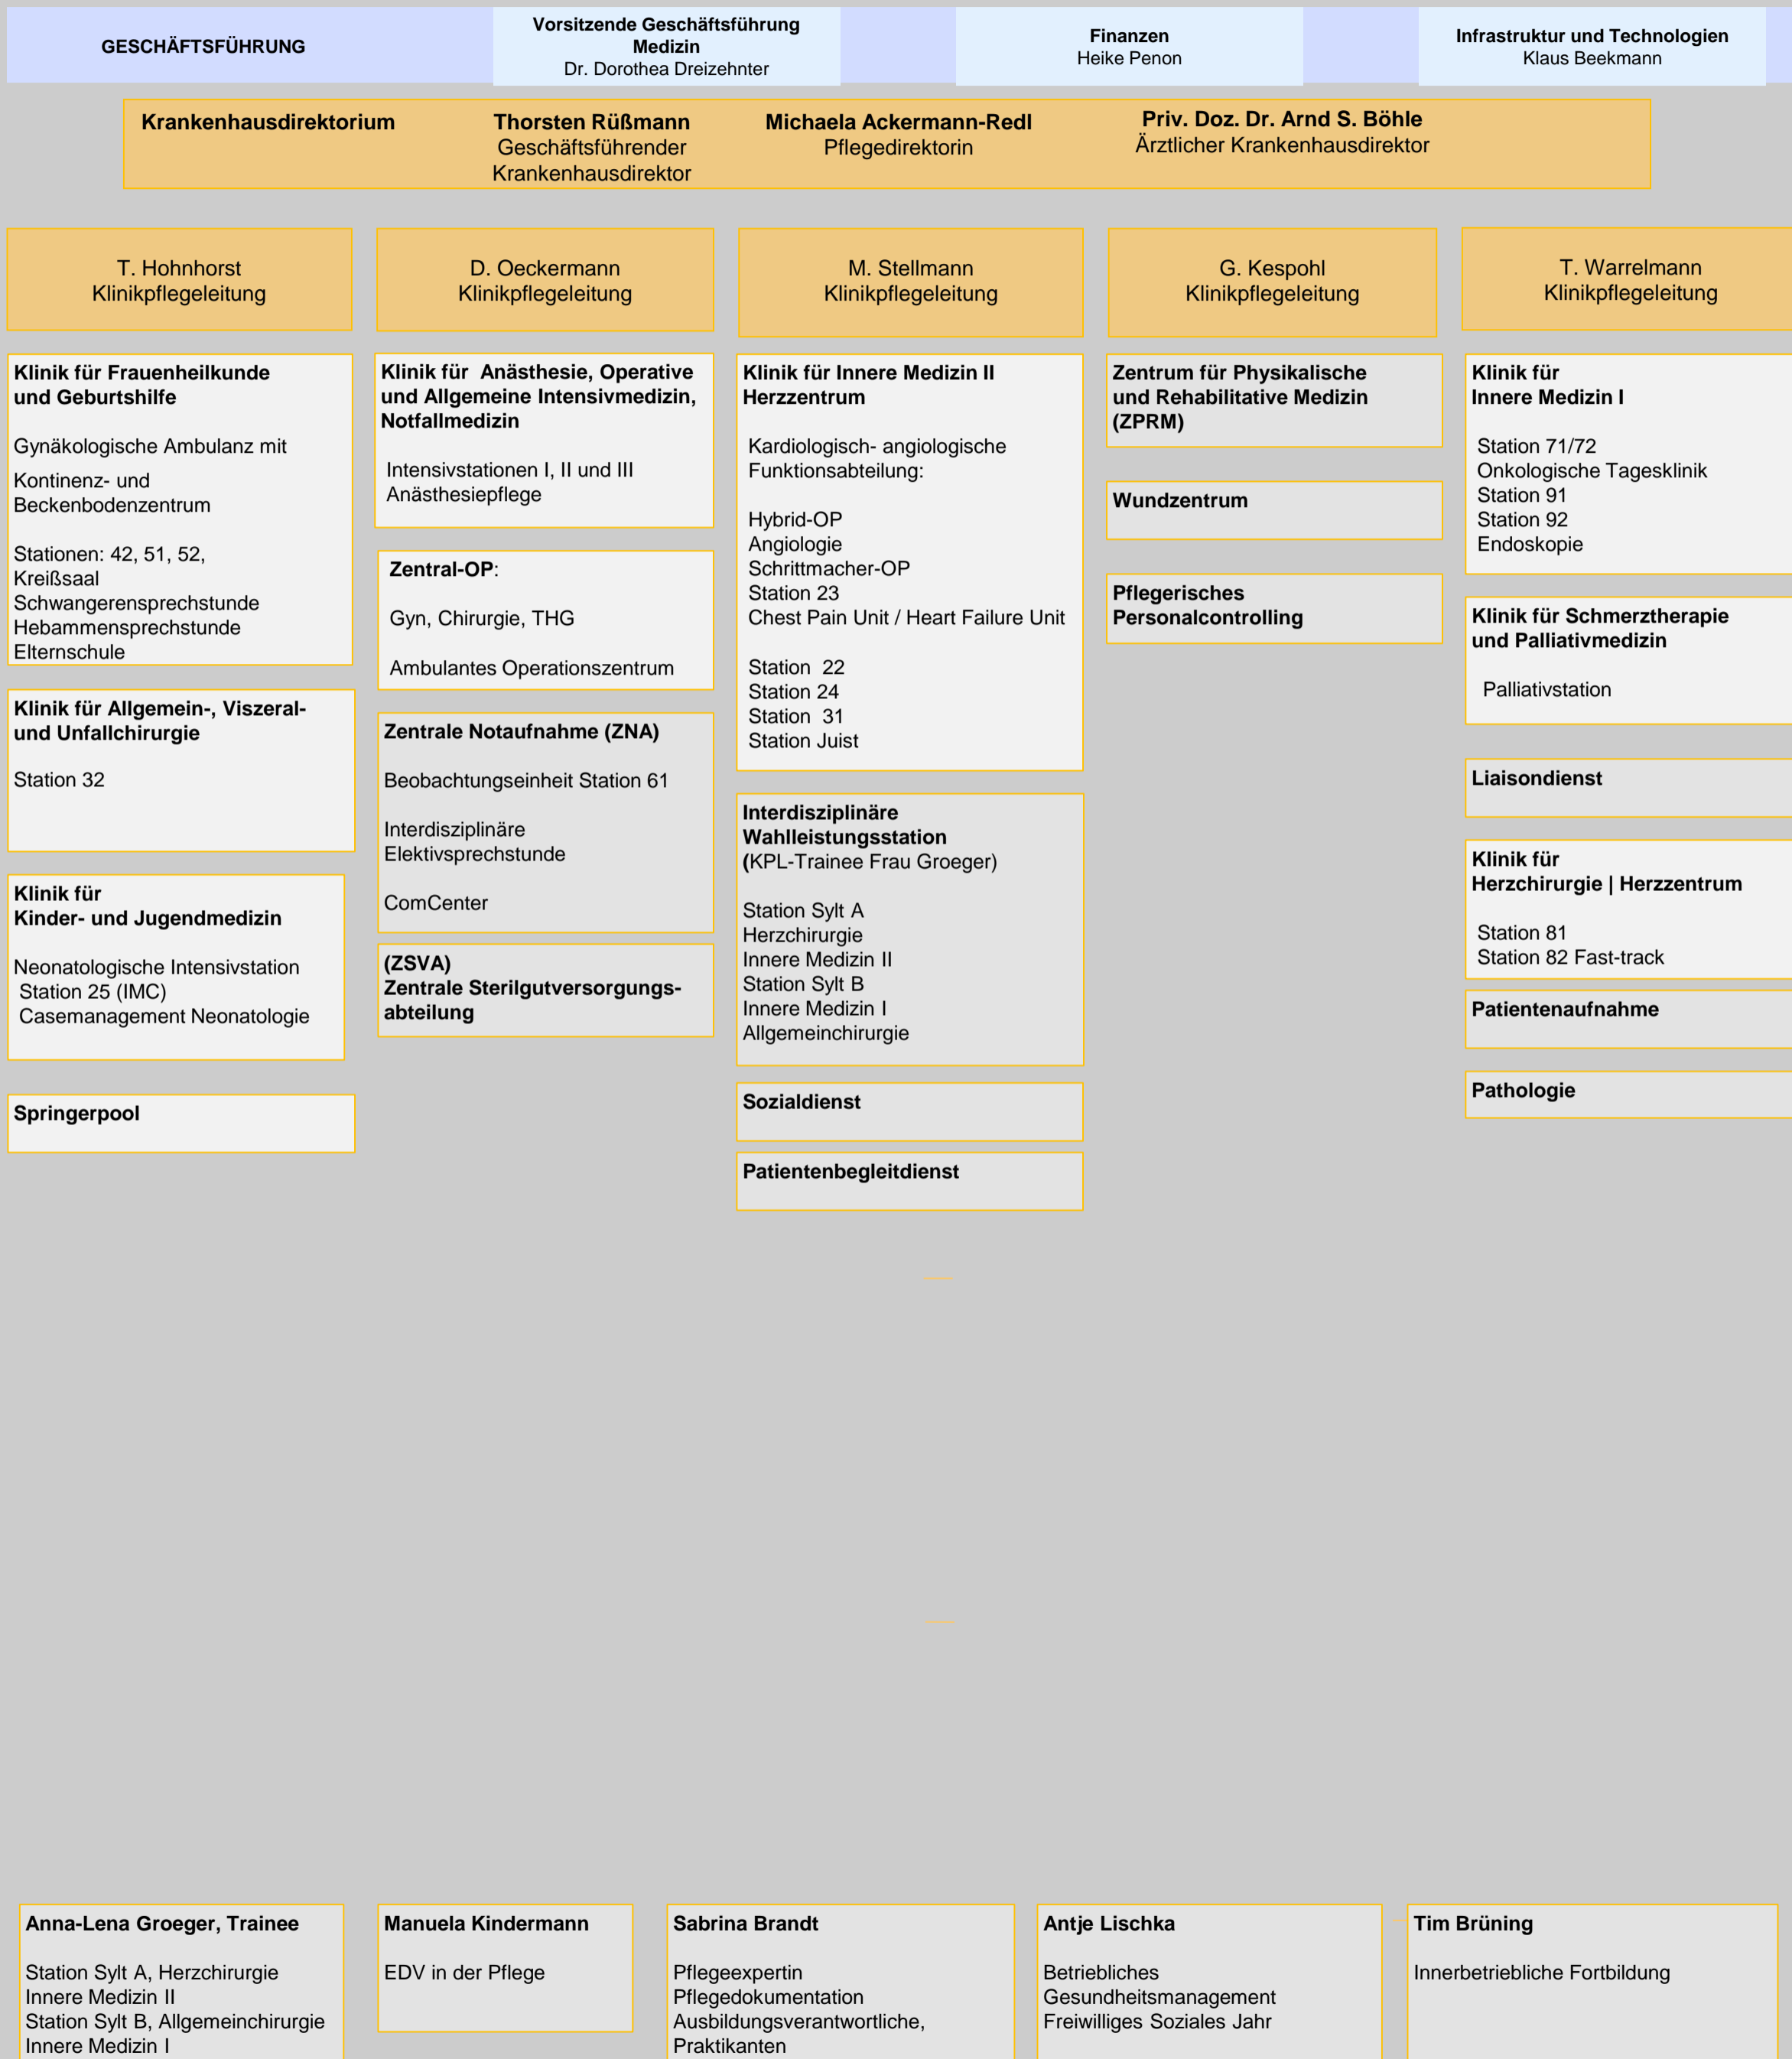 GESCHÄFTSFÜHRUNG
Vorsitzende Geschäftsführung
Medizin
Dr. Dorothea Dreizehnter
Finanzen
Heike Penon
Infrastruktur und Technologien
Klaus Beekmann
Krankenhausdirektorium
Thorsten Rüßmann
Geschäftsführender
Krankenhausdirektor
Michaela Ackermann-Redl
Pflegedirektorin
Priv. Doz. Dr. Arnd S. Böhle
Ärztlicher Krankenhausdirektor
T. Hohnhorst
Klinikpflegeleitung
D. Oeckermann
Klinikpflegeleitung
M. Stellmann
Klinikpflegeleitung
G. Kespohl
Klinikpflegeleitung
T. Warrelmann
Klinikpflegeleitung
Klinik für Frauenheilkunde
und Geburtshilfe
Gynäkologische Ambulanz mit
Kontinenz- und
Beckenbodenzentrum
Stationen: 42, 51, 52,
Kreißsaal
Schwangerensprechstunde
Hebammensprechstunde
Elternschule
Klinik für Allgemein-, Viszeral-
und Unfallchirurgie
Station 32
Klinik für
Kinder- und Jugendmedizin
Neonatologische Intensivstation
Station 25 (IMC)
Casemanagement Neonatologie
Springerpool
Klinik für Anästhesie, Operative
und Allgemeine Intensivmedizin,
Notfallmedizin
Intensivstationen I, II und III
Anästhesiepflege
Zentral-OP:
Gyn, Chirurgie, THG
Ambulantes Operationszentrum
Zentrale Notaufnahme (ZNA)
Beobachtungseinheit Station 61
Interdisziplinäre
Elektivsprechstunde
ComCenter
(ZSVA)
Zentrale Sterilgutversorgungs-
abteilung
Klinik für Innere Medizin II
Herzzentrum
Kardiologisch- angiologische
Funktionsabteilung:
Hybrid-OP
Angiologie
Schrittmacher-OP
Station 23
Chest Pain Unit / Heart Failure Unit
Station 22
Station 24
Station 31
Station Juist
Interdisziplinäre
Wahlleistungsstation
(KPL-Trainee Frau Groeger)
Station Sylt A
Herzchirurgie
Innere Medizin II
Station Sylt B
Innere Medizin I
Allgemeinchirurgie
Sozialdienst
Patientenbegleitdienst
Zentrum für Physikalische
und Rehabilitative Medizin
(ZPRM)
Wundzentrum
Pflegerisches
Personalcontrolling
Klinik für
Innere Medizin I
Station 71/72
Onkologische Tagesklinik
Station 91
Station 92
Endoskopie
Klinik für Schmerztherapie
und Palliativmedizin
Palliativstation
Liaisondienst
Klinik für
Herzchirurgie | Herzzentrum
Station 81
Station 82 Fast-track
Patientenaufnahme
Pathologie
Anna-Lena Groeger, Trainee
Station Sylt A, Herzchirurgie
Innere Medizin II
Station Sylt B, Allgemeinchirurgie
Innere Medizin I
Manuela Kindermann
EDV in der Pflege
Sabrina Brandt
Pflegeexpertin
Pflegedokumentation
Ausbildungsverantwortliche,
Praktikanten
Antje Lischka
Betriebliches
Gesundheitsmanagement
Freiwilliges Soziales Jahr
Tim Brüning
Innerbetriebliche Fortbildung